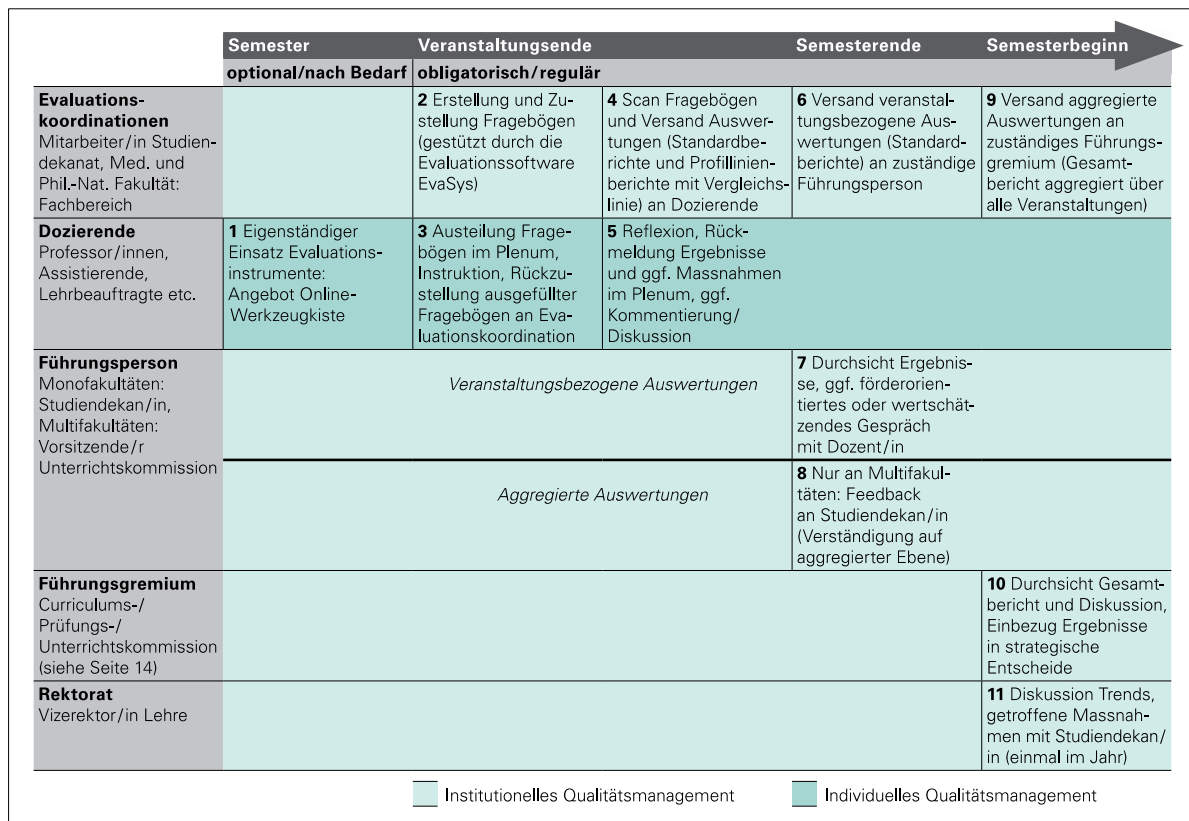 Semester
Veranstaltungsende
Semesterende
Semesterbeginn
optional/nach Bedarf
obligatorisch/regulär
Evaluations-
koordinationen
Mitarbeiter/in Studien-
dekanat, Med. und
Phil.-Nat. Fakultät:
Fachbereich
2 Erstellung und Zu-
stellung Fragebögen
(gestützt durch die
Evaluationssoftware
EvaSys)
4 Scan Fragebögen
und Versand Auswer-
tungen (Standardbe-
richte und Profillinien-
berichte mit Vergleichs-
linie) an Dozierende
6 Versand veranstal-
tungsbezogene Aus-
wertungen (Standard-
berichte) an zuständige
Führungsperson
9 Versand aggregierte
Auswertungen an
zuständiges Führungs-
gremium (Gesamt-
bericht aggregiert über
alle Veranstaltungen)
Dozierende
Professor/innen,
Assistierende,
Lehrbeauftragte etc.
1 Eigenständiger
Einsatz Evaluations-
instrumente:
Angebot Online-
Werkzeugkiste
3 Austeilung Frage-
bögen im Plenum,
Instruktion, Rückzu-
stellung ausgefüllter
Fragebögen an Eva-
luationskoordination
5 Reflexion, Rück-
meldung Ergebnisse
und ggf. Massnahmen
im Plenum, ggf.
Kommentierung/
Diskussion
Führungsperson
Monofakultäten:
Studiendekan/in,
Multifakultäten:
Vorsitzende/r
Unterrichtskommission
Veranstaltungsbezogene Auswertungen
7 Durchsicht Ergebnis-
se, ggf. förderorien-
tiertes oder wertschät-
zendes Gespräch
mit Dozent/in
Aggregierte Auswertungen
8 Nur an Multifakul-
täten: Feedback
an Studiendekan/in
(Verständigung auf
aggregierter Ebene)
Führungsgremium
Curriculums-/
Prüfungs-/
Unterrichtskommission
(siehe Seite 14)
10 Durchsicht Gesamt-
bericht und Diskussion,
Einbezug Ergebnisse
in strategische
Entscheide
Rektorat
Vizerektor/in Lehre
11 Diskussion Trends,
getroffene Massnah-
men mit Studiendekan/
in (einmal im Jahr)
Institutionelles Qualitätsmanagement
Individuelles Qualitätsmanagement